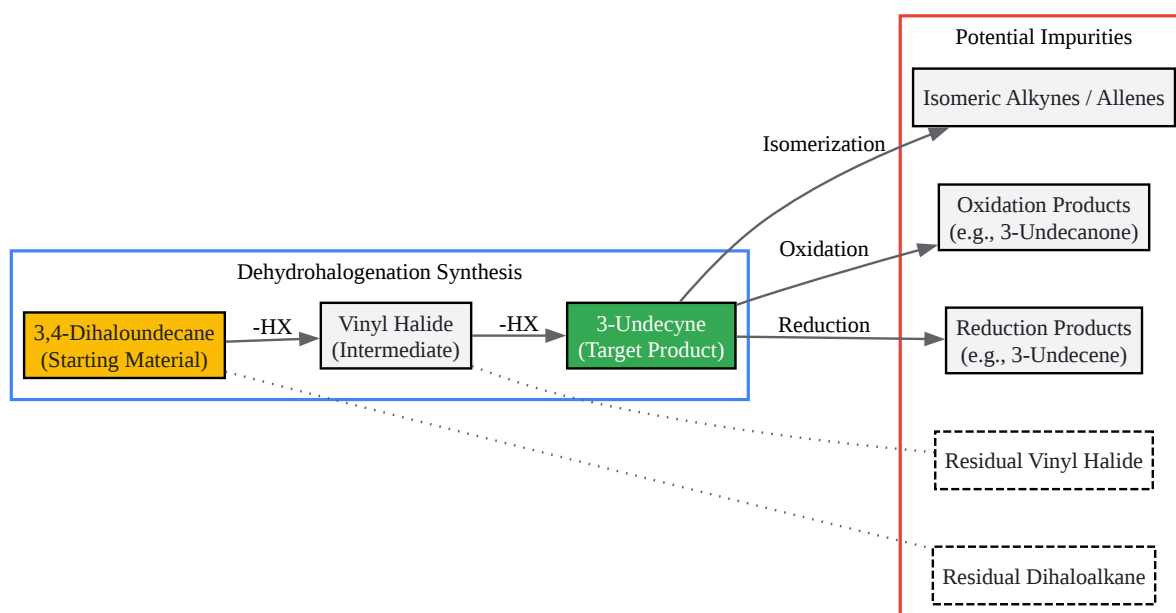 Potential Impurities
Isomeric Alkynes / Allenes
Isomerization
Oxidation Products
(e.g., 3-Undecanone)
Oxidation
Dehydrohalogenation Synthesis
3,4-Dihaloundecane
(Starting Material)
-HX
Vinyl Halide
(Intermediate)
-HX
3-Undecyne
(Target Product)
Reduction
Reduction Products
(e.g., 3-Undecene)
Residual Vinyl Halide
Residual Dihaloalkane